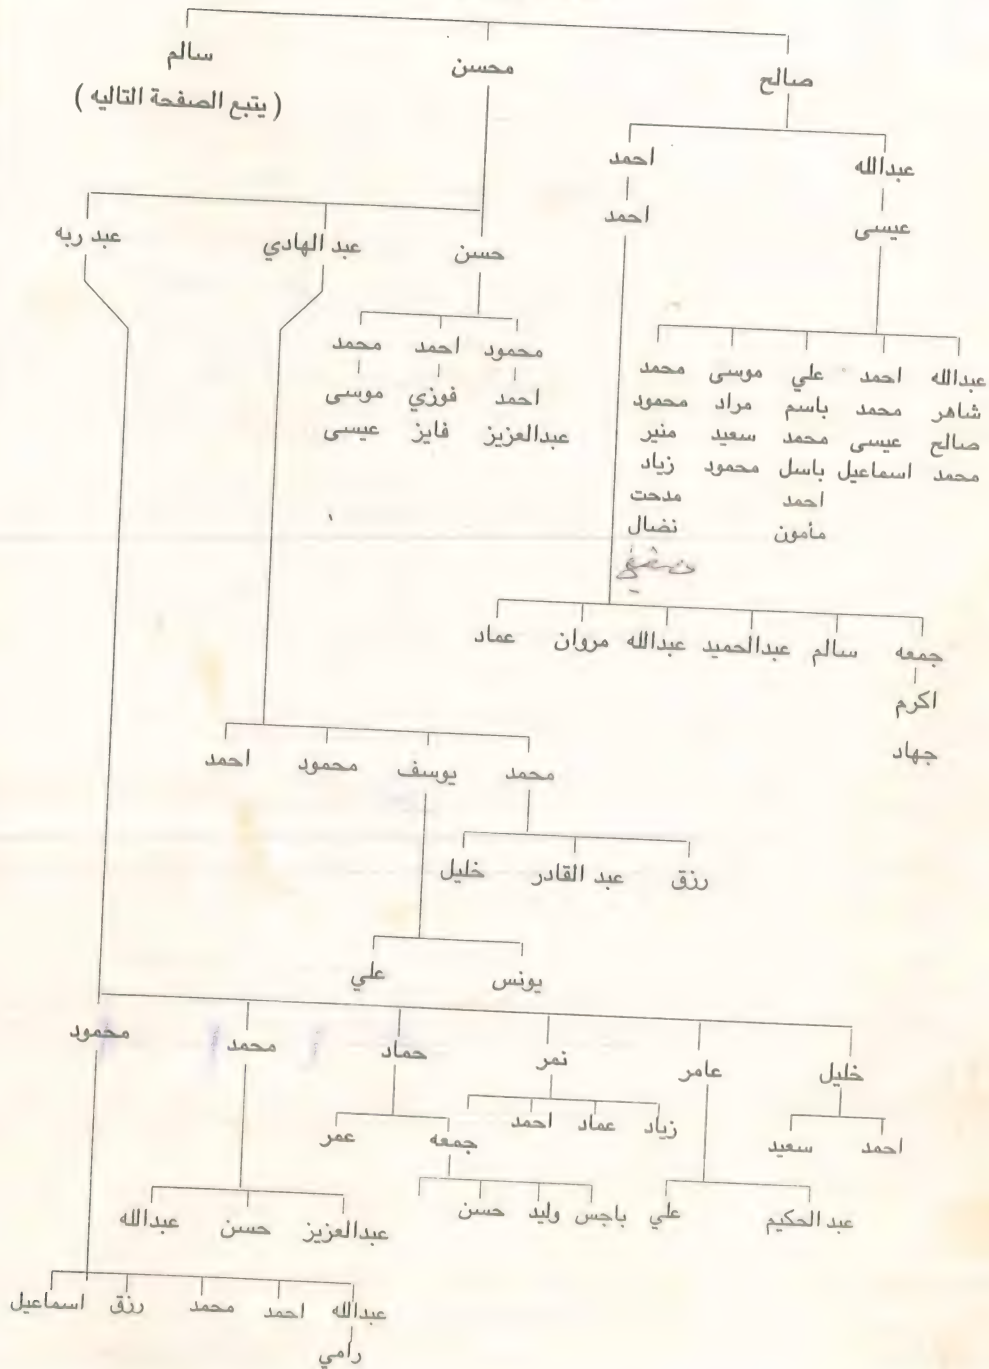 صالح محسن سالم
( يتبع الصفحة التاليه )
عبدالله احمد
عيسى احمد
حسن عبد الهادي عبد ربه
محمود احمد محمد
احمد فوزي موسى
عبدالعزيز فايز عيسى
عبدالله احمد علي موسى محمد
شاهر محمد باسم مراد محمود
صالح عيسى محمد سعيد منير
محمد اسماعيل باسل محمود زياد
احمد مدحت
مأمون نضال
جمعه سالم عبدالحميد عبدالله مروان عماد
اكرم
جهاد
محمد يوسف محمود احمد
رزق عبد القادر خليل
يونس علي
خليل عامر نمر حماد محمد محمود
احمد سعيد
زياد عماد احمد
جمعه عمر
عبد الحكيم علي
باجس وليد حسن
عبدالعزيز حسن عبدالله
عبدالله احمد محمد رزق اسماعيل
رامي